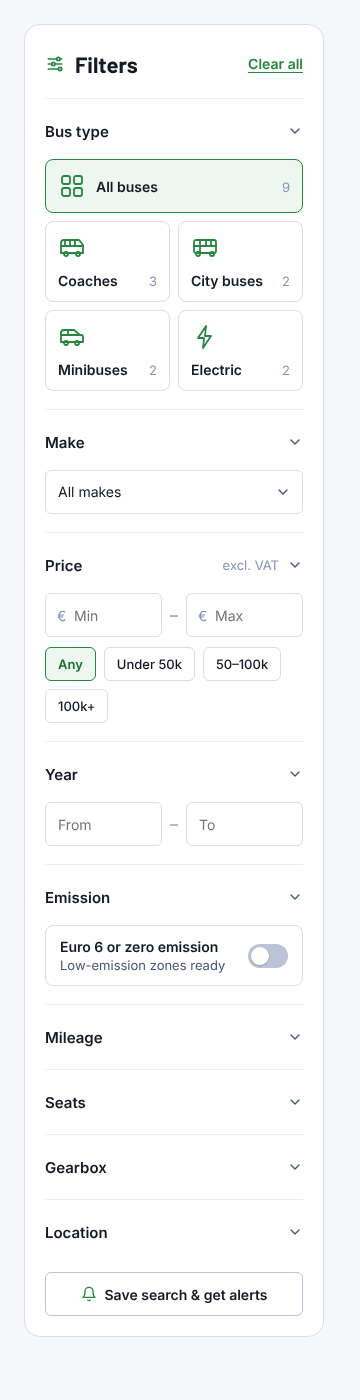 Filters
Clear all
Bus type
All buses 9
Coaches 3
City buses 2
Minibuses 2
Electric 2
Make
All makes
Price excl. VAT
€ Min – € Max
Any Under 50k 50–100k
100k+
Year
From – To
Emission
Euro 6 or zero emission
Low-emission zones ready
Mileage
Seats
Gearbox
Location
Save search & get alerts